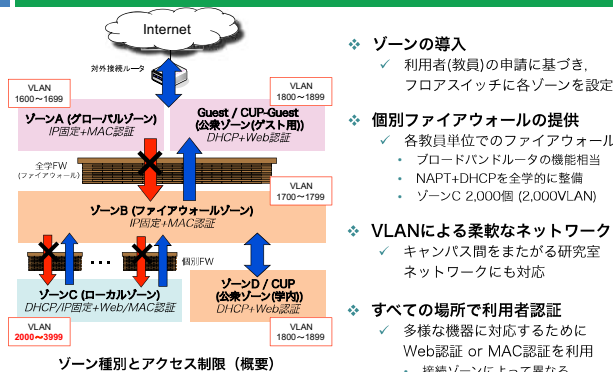 Internet
対外接続ルータ
VLAN
1600～1699
VLAN
1800～1899
ゾーンA (グローバルゾーン)
IP固定+MAC認証
Guest / CUP-Guest
(公衆ゾーン(ゲスト用))
DHCP+Web認証
全学FW
(ファイアウォール)
VLAN
1700～1799
ゾーンB (ファイアウォールゾーン)
IP固定+MAC認証
・・・
個別FW
ゾーンC (ローカルゾーン)
DHCP/IP固定+Web/MAC認証
ゾーンD / CUP
(公衆ゾーン(学内))
DHCP+Web認証
VLAN
2000～3999
VLAN
1800～1899
ゾーン種別とアクセス制限（概要）
❖ ゾーンの導入
✓ 利用者(教員)の申請に基づき,
フロアスイッチに各ゾーンを設定
❖ 個別ファイアウォールの提供
✓ 各教員単位でのファイアウォール
• ブロードバンドルータの機能相当
• NAPT+DHCPを全学的に整備
• ゾーンC 2,000個 (2,000VLAN)
❖ VLANによる柔軟なネットワーク
✓ キャンパス間をまたがる研究室
ネットワークにも対応
❖ すべての場所で利用者認証
✓ 多様な機器に対応するために
Web認証 or MAC認証を利用
• 接続ゾーンによって異なる